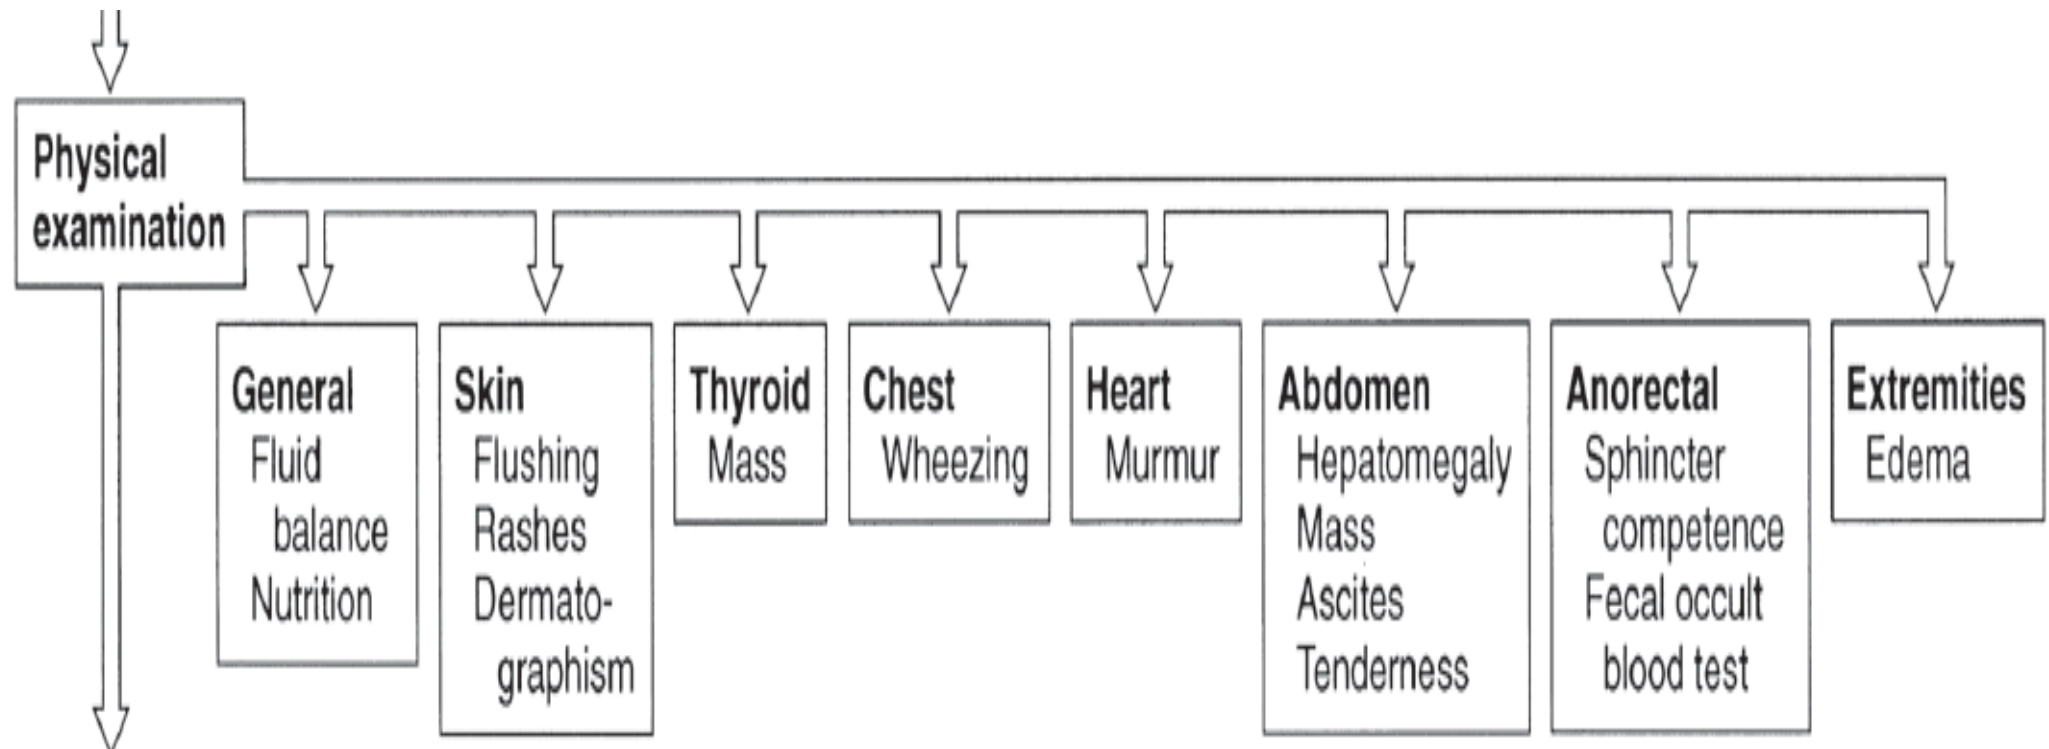 Physical
examination
General
Fluid
balance
Nutrition
Skin
Flushing
Rashes
Dermato-
graphism
Thyroid
Mass
Chest
Wheezing
Heart
Murmur
Abdomen
Hepatomegaly
Mass
Ascites
Tenderness
Anorectal
Sphincter
competence
Fecal occult
blood test
Extremities
Edema